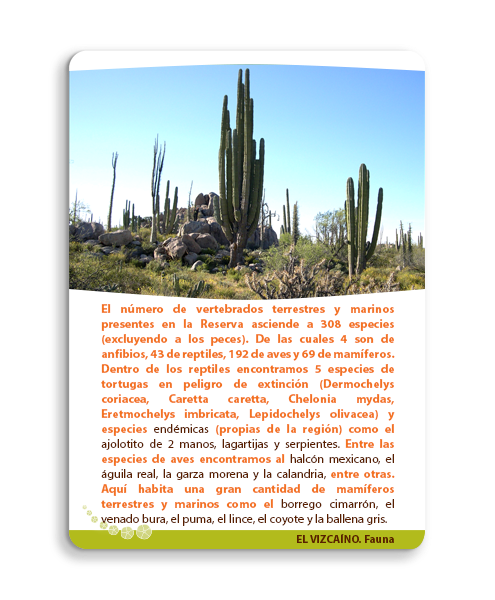 El número de vertebrados terrestres y marinos
presentes en la Reserva asciende a 308 especies
(excluyendo a los peces). De las cuales 4 son de
anfibios, 43 de reptiles, 192 de aves y 69 de mamíferos.
Dentro de los reptiles encontramos 5 especies de
tortugas en peligro de extinción (Dermochelys
coriacea, Caretta caretta, Chelonia mydas,
Eretmochelys imbricata, Lepidochelys olivacea) y
especies endémicas (propias de la región) como el
ajolotito de 2 manos, lagartijas y serpientes. Entre las
especies de aves encontramos al halcón mexicano, el
águila real, la garza morena y la calandria, entre otras.
Aquí habita una gran cantidad de mamíferos
terrestres y marinos como el borrego cimarrón, el
venado bura, el puma, el lince, el coyote y la ballena gris.
EL VIZCAÍNO. Fauna